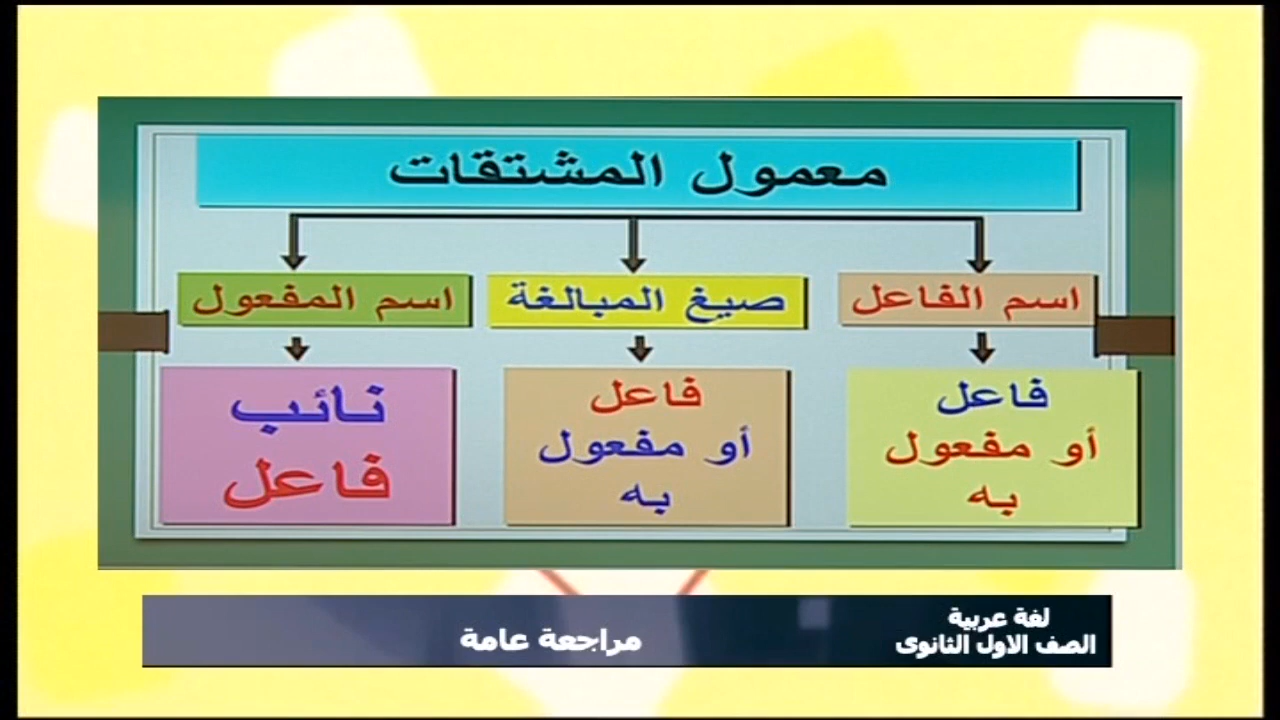 معمول المشتقات
اسم الفاعل
صيغ المبالغة
اسم المفعول
فاعل
أو مفعول
به
فاعل
أو مفعول
به
نائب
فاعل
لغة عربية
الصف الاول الثانوى
مراجعة عامة